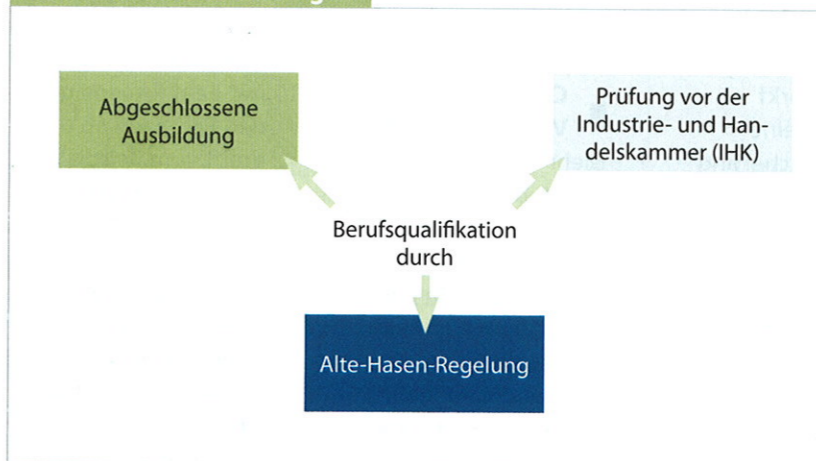 Abgeschlossene
Ausbildung
Prüfung vor der
Industrie- und Han-
delskammer (IHK)
Berufsqualifikation
durch
Alte-Hasen-Regelung